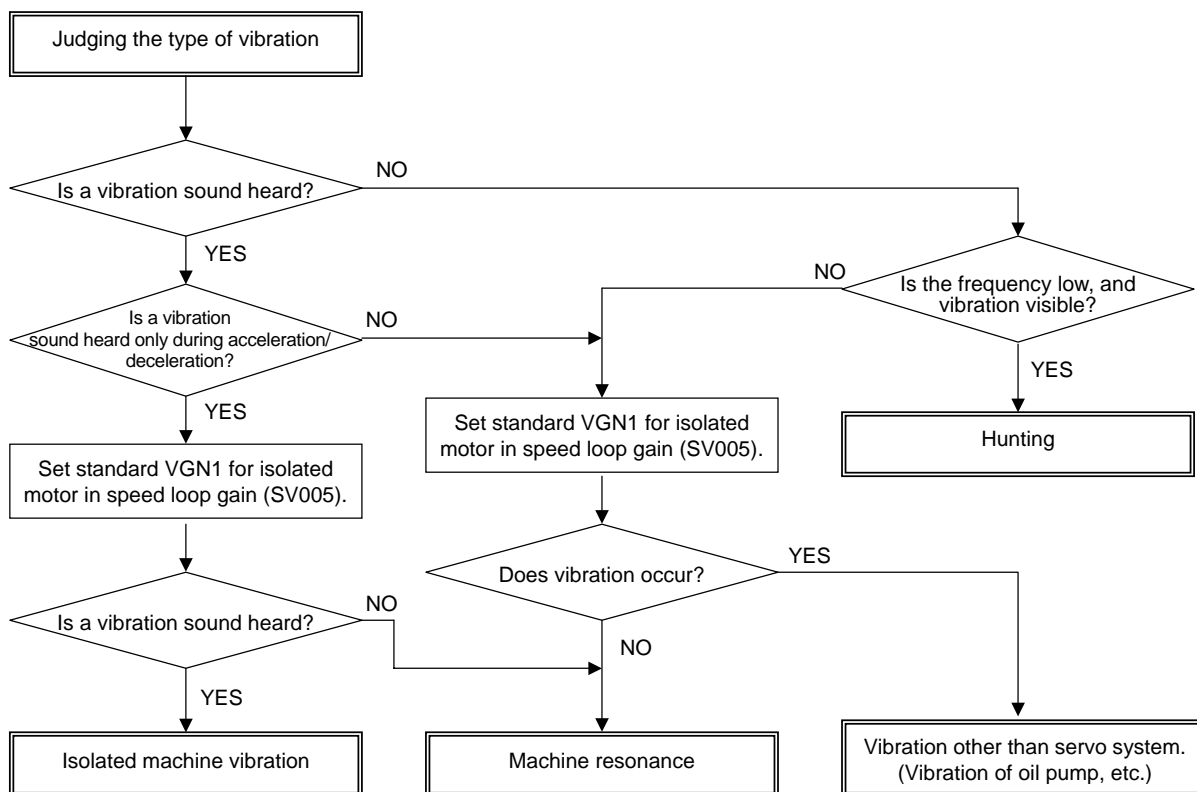 Judging the type of vibration
NO
Is a vibration sound heard?
YES
NO
Is the frequency low, and
vibration visible?
Is a vibration
sound heard only during acceleration/
deceleration?
NO
YES
YES
Set standard VGN1 for isolated
motor in speed loop gain (SV005).
Hunting
Set standard VGN1 for isolated
motor in speed loop gain (SV005).
YES
Does vibration occur?
NO
Is a vibration sound heard?
NO
YES
Isolated machine vibration
Machine resonance
Vibration other than servo system.
(Vibration of oil pump, etc.)